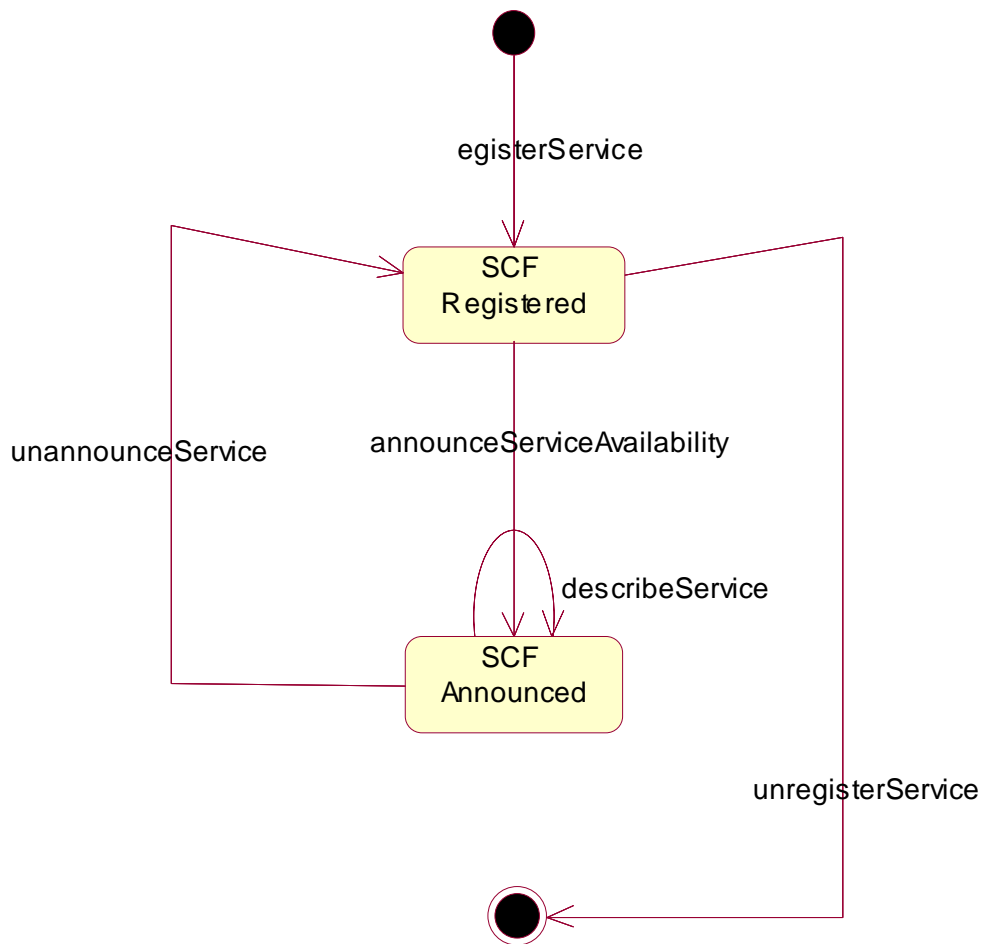 egisterService
SCF
Registered
unannounceService
announceServiceAvailability
describeService
SCF
Announced
unregisterService